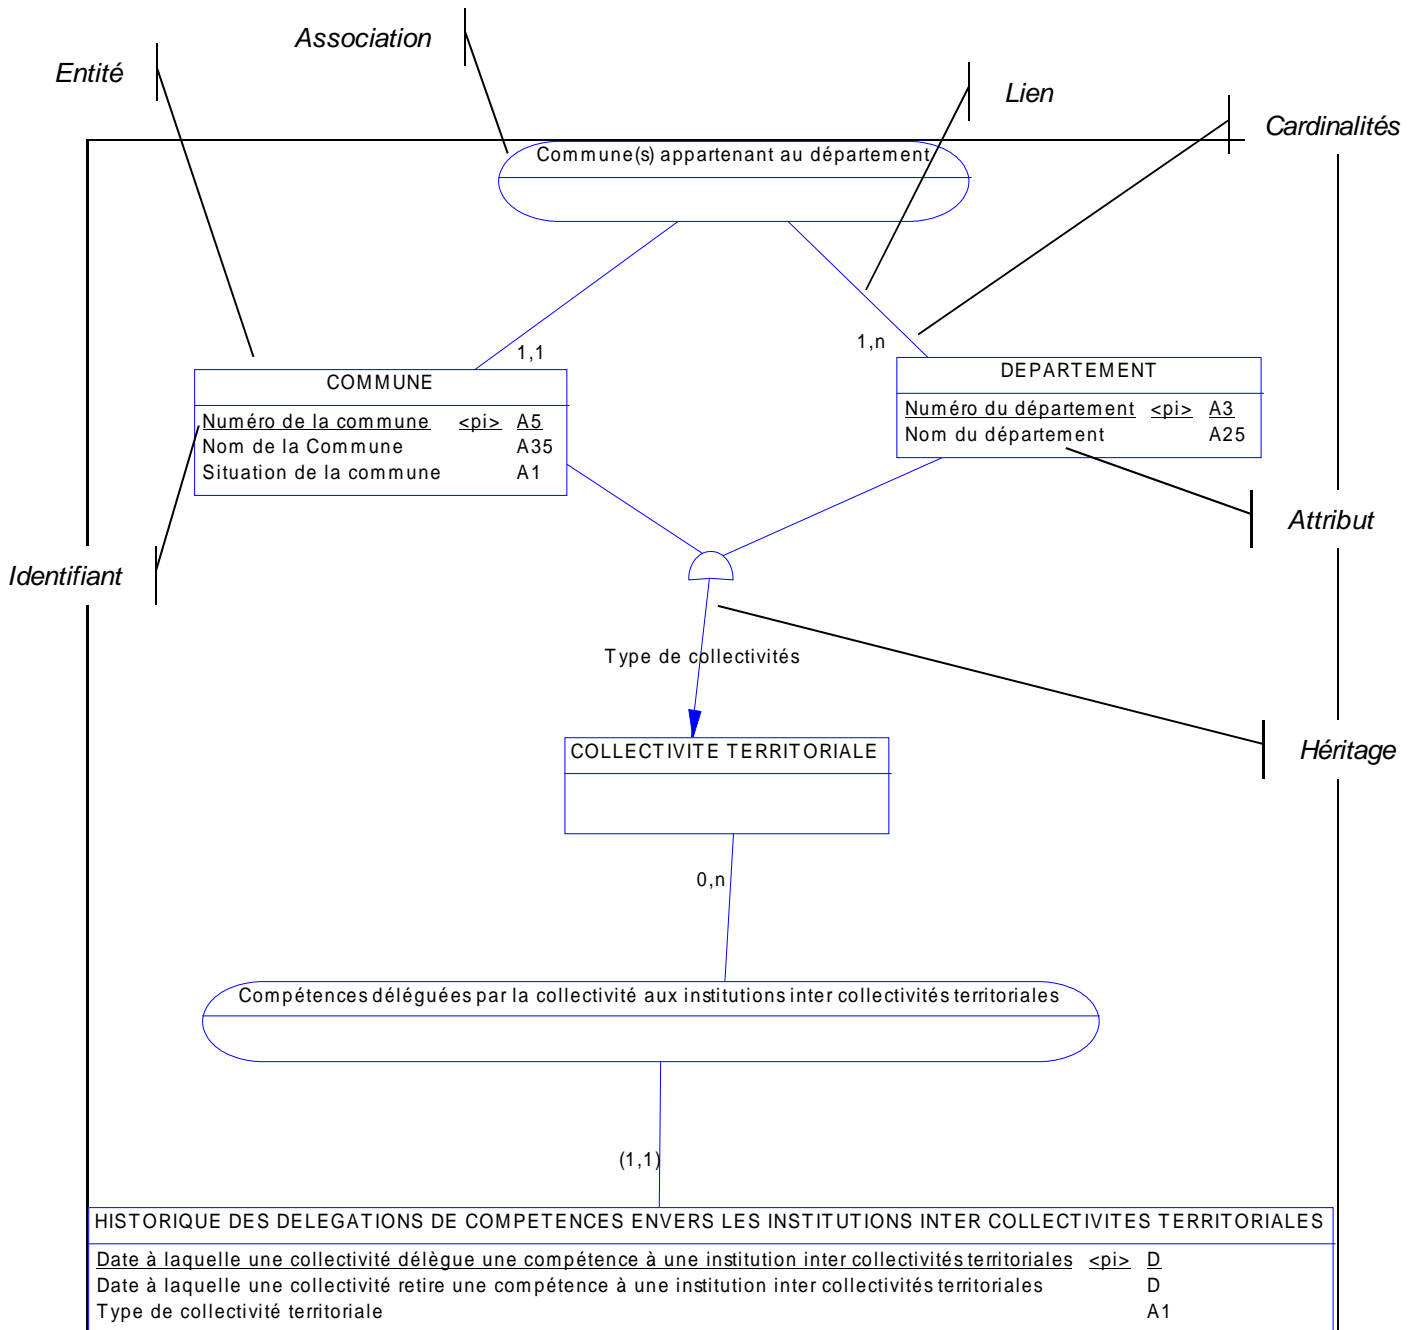 Association
Entité
Lien
Cardinalités
Commune(s) appartenant au département
1,1
1,n
COMMUNE
Numéro de la commune <pi> A5
Nom de la Commune A35
Situation de la commune A1
DEPARTEMENT
Numéro du département <pi> A3
Nom du département A25
Attribut
Identifiant
Type de collectivités
Héritage
COLLECTIVITE TERRITORIALE
0,n
Compétences déléguées par la collectivité aux institutions inter collectivités territoriales
(1,1)
HISTORIQUE DES DELEGATIONS DE COMPETENCES ENVERS LES INSTITUTIONS INTER COLLECTIVITES TERRITORIALES
Date à laquelle une collectivité délègue une compétence à une institution inter collectivités territoriales <pi> D
Date à laquelle une collectivité retire une compétence à une institution inter collectivités territoriales D
Type de collectivité territoriale A1